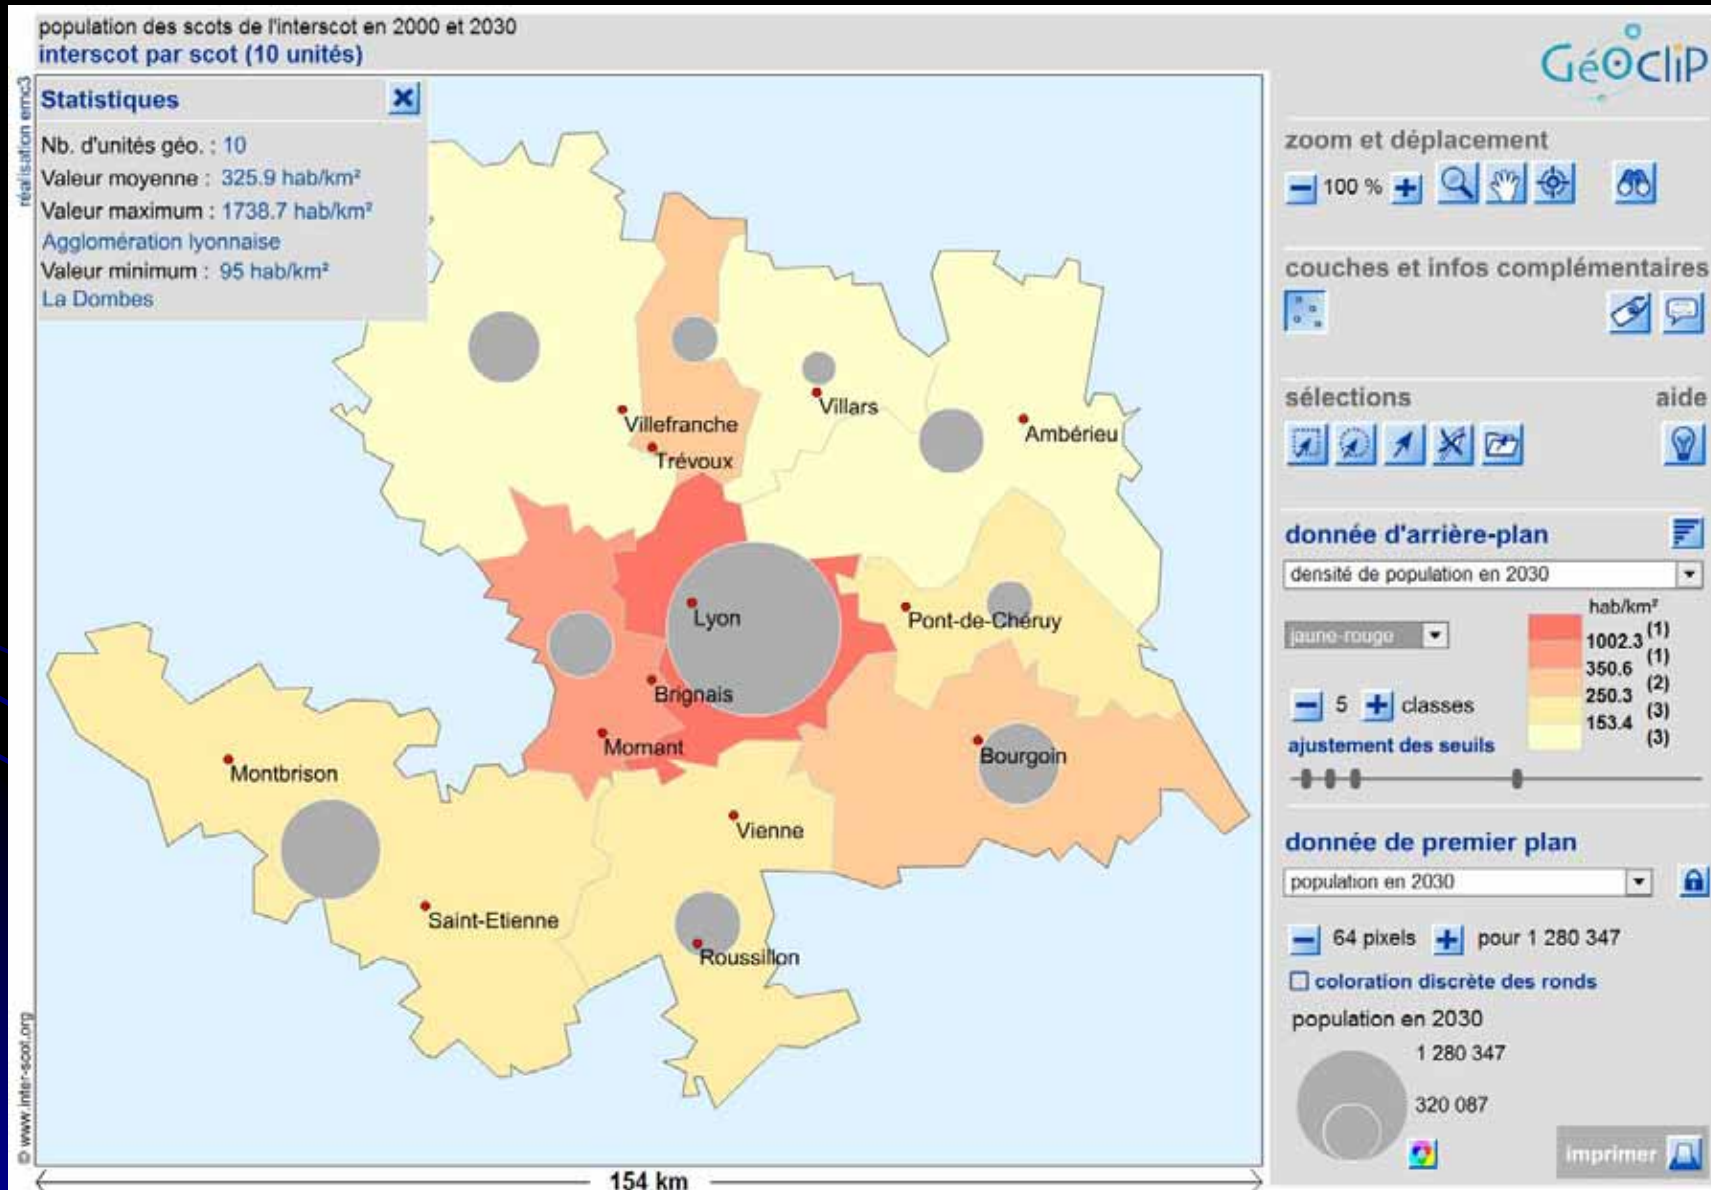 population des scots de l'interscot en 2000 et 2030
interscot par scot (10 unités)
réalisation emc3
Statistiques
Nb. d'unités géo. : 10
Valeur moyenne : 325.9 hab/km²
Valeur maximum : 1738.7 hab/km²
Agglomération lyonnaise
Valeur minimum : 95 hab/km²
La Dombes
Villefranche
Trévoux
Villars
Ambérieu
Lyon
Pont-de-Chéruy
Brignais
Mornant
Bourgoin
Montbrison
Vienne
Saint-Etienne
Roussillon
© www.inter-scot.org
154 km
GéOcliP
zoom et déplacement
100 %
couches et infos complémentaires
sélections aide
donnée d'arrière-plan
densité de population en 2030
jaune-rouge
hab/km²
(1)
1002.3
(1)
350.6
(2)
250.3
(3)
153.4
(3)
5 classes
ajustement des seuils
donnée de premier plan
population en 2030
64 pixels pour 1 280 347
coloration discrète des ronds
population en 2030
1 280 347
320 087
imprimer